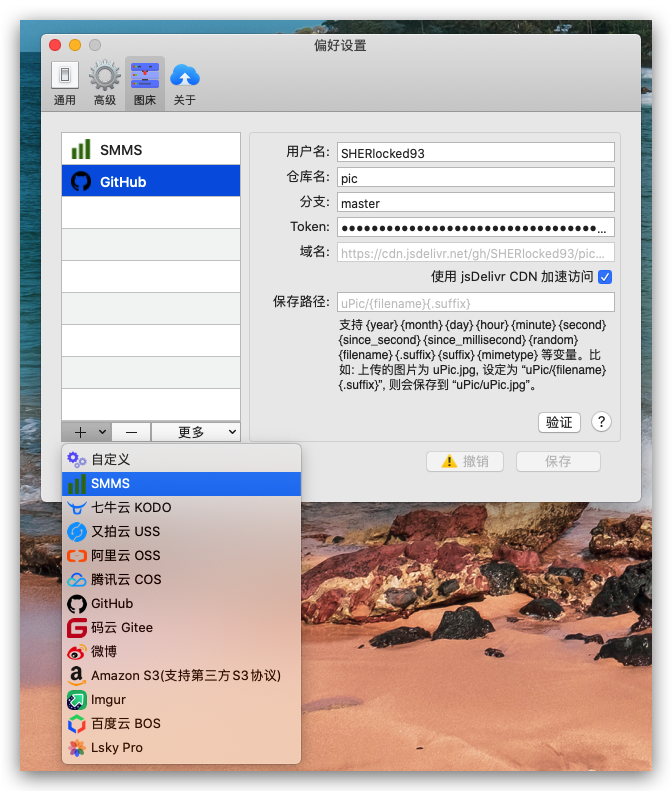 偏好设置
通用
高级
图床
关于
SMMS
GitHub
用户名: SHERlocked93
仓库名: pic
分支: master
Token: ●●●●●●●●●●●●●●●●●●●●●●●●●●●●●●●●●●...
域名: https://cdn.jsdelivr.net/gh/SHERlocked93/pic...
使用 jsDelivr CDN 加速访问
保存路径: uPic/{filename}{.suffix}
支持 {year} {month} {day} {hour} {minute} {second}
{since_second} {since_millisecond} {random}
{filename} {.suffix} {suffix} {mimetype} 等变量。比
如: 上传的图片为 uPic.jpg, 设定为 “uPic/{filename}
{.suffix}”, 则会保存到 “uPic/uPic.jpg”。
验证 ?
撤销 保存
更多
自定义
SMMS
七牛云 KODO
又拍云 USS
阿里云 OSS
腾讯云 COS
GitHub
码云 Gitee
微博
Amazon S3(支持第三方S3协议)
Imgur
百度云 BOS
Lsky Pro